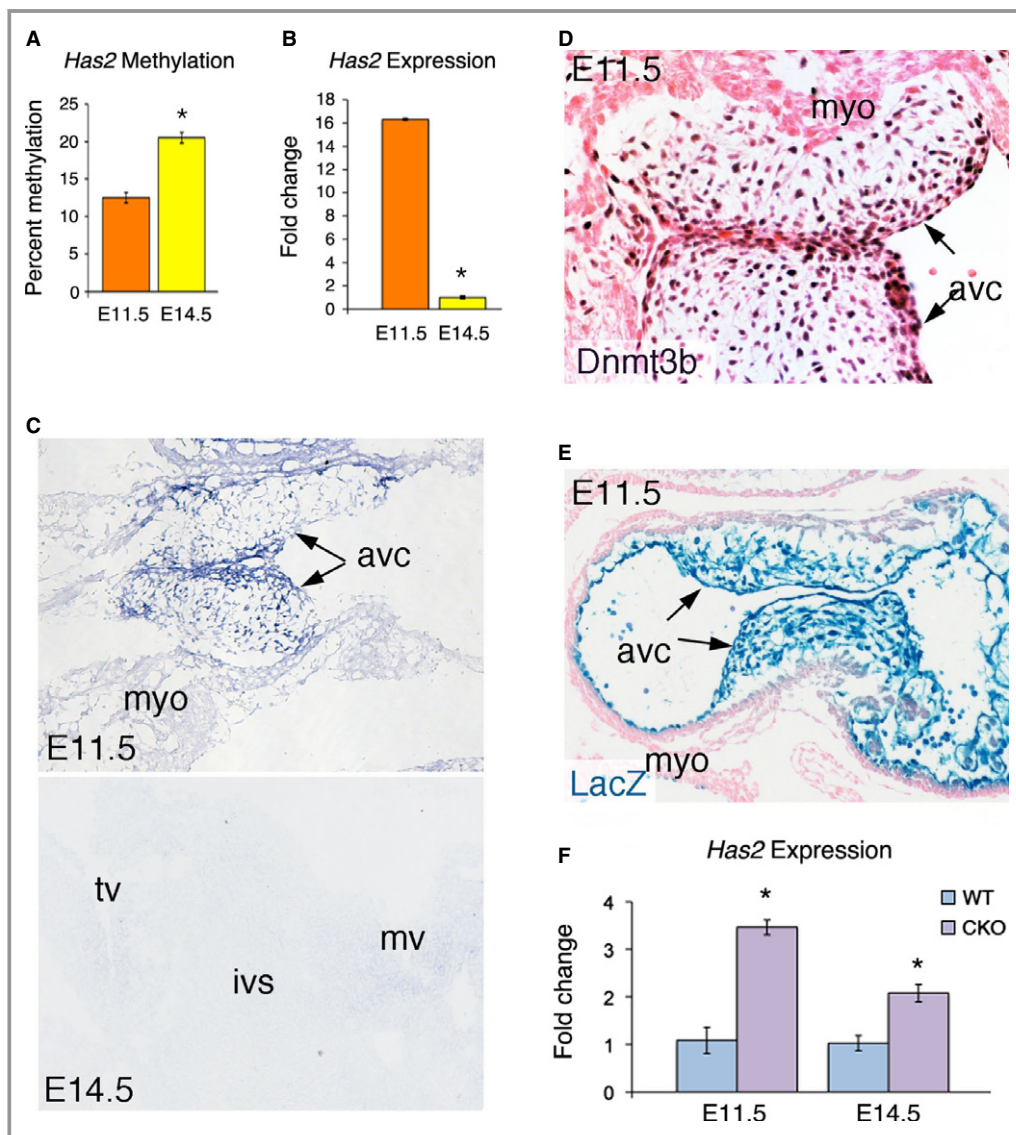 A
Has2 Methylation
Percent methylation
25
20
15
10
5
0
*
E11.5 E14.5
B
Has2 Expression
Fold change
18
16
14
12
10
8
6
4
2
0
*
E11.5 E14.5
C
avc
myo
E11.5
tv
mv
ivs
E14.5
D
E11.5
myo
avc
Dnmt3b
E
E11.5
avc
myo
LacZ
F
Has2 Expression
Fold change
4
3
2
1
0
*
*
WT
CKO
E11.5 E14.5